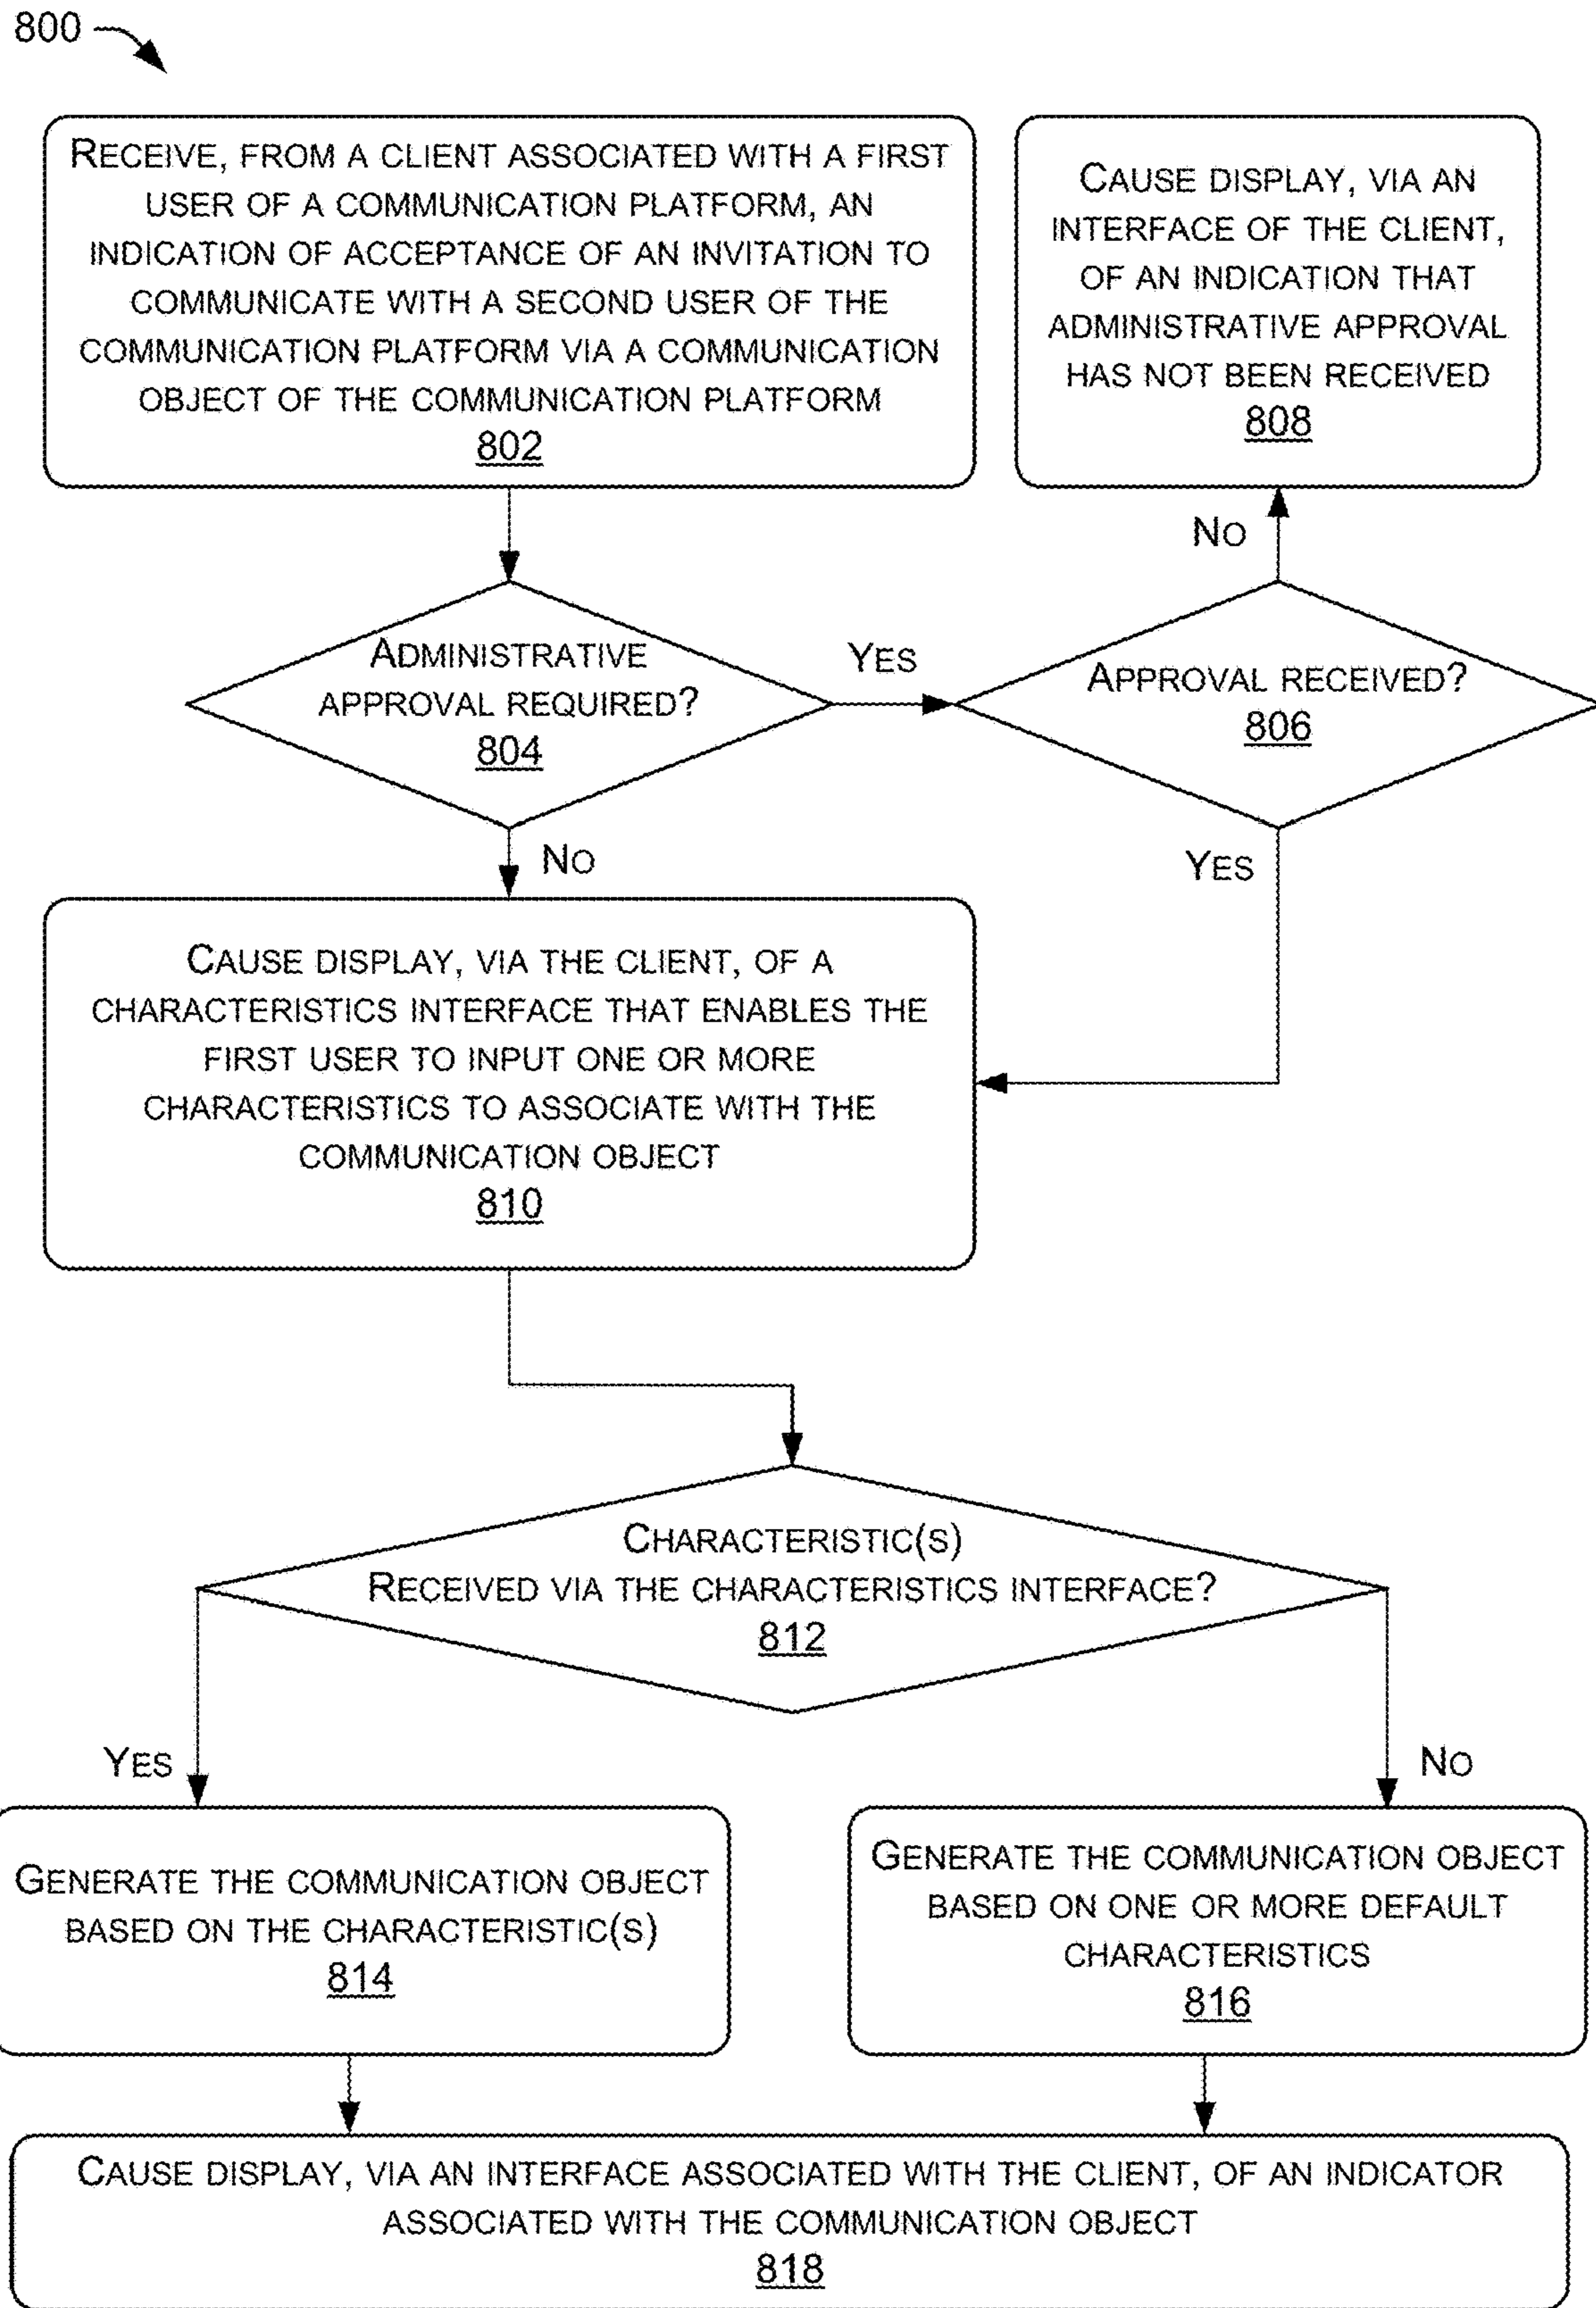 800
RECEIVE, FROM A CLIENT ASSOCIATED WITH A FIRST
USER OF A COMMUNICATION PLATFORM, AN
INDICATION OF ACCEPTANCE OF AN INVITATION TO
COMMUNICATE WITH A SECOND USER OF THE
COMMUNICATION PLATFORM VIA A COMMUNICATION
OBJECT OF THE COMMUNICATION PLATFORM
802
CAUSE DISPLAY, VIA AN
INTERFACE OF THE CLIENT,
OF AN INDICATION THAT
ADMINISTRATIVE APPROVAL
HAS NOT BEEN RECEIVED
808
NO
ADMINISTRATIVE
APPROVAL REQUIRED?
804
YES
APPROVAL RECEIVED?
806
NO
YES
CAUSE DISPLAY, VIA THE CLIENT, OF A
CHARACTERISTICS INTERFACE THAT ENABLES THE
FIRST USER TO INPUT ONE OR MORE
CHARACTERISTICS TO ASSOCIATE WITH THE
COMMUNICATION OBJECT
810
CHARACTERISTIC(S)
RECEIVED VIA THE CHARACTERISTICS INTERFACE?
812
YES
NO
GENERATE THE COMMUNICATION OBJECT
BASED ON THE CHARACTERISTIC(S)
814
GENERATE THE COMMUNICATION OBJECT
BASED ON ONE OR MORE DEFAULT
CHARACTERISTICS
816
CAUSE DISPLAY, VIA AN INTERFACE ASSOCIATED WITH THE CLIENT, OF AN INDICATOR
ASSOCIATED WITH THE COMMUNICATION OBJECT
818